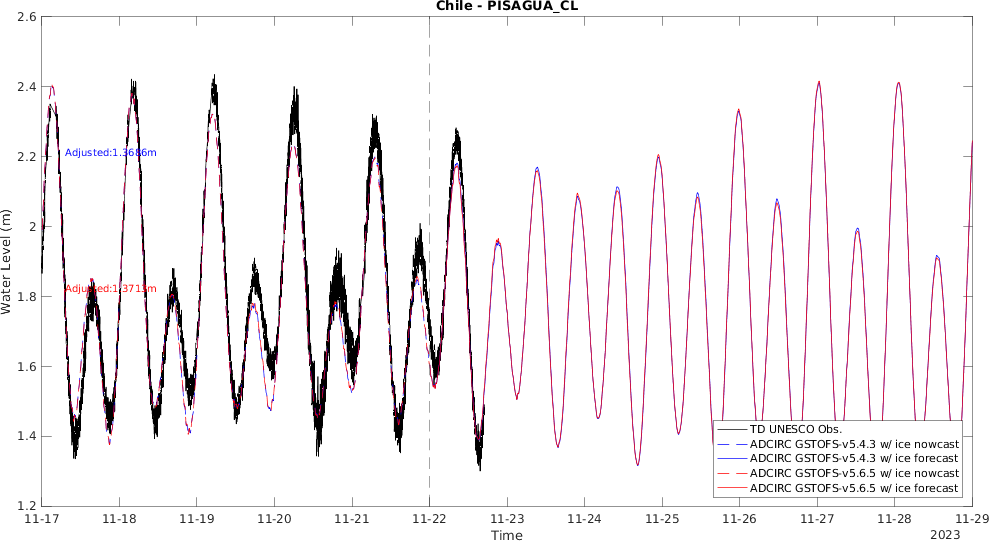 Chile - PISAGUA_CL
2.6
2.4
2.2
2
1.8
1.6
1.4
1.2
Water Level (m)
Adjusted:1.3686m
Adjusted:1.3715m
TD UNESCO Obs.
ADCIRC GSTOFS-v5.4.3 w/ ice nowcast
ADCIRC GSTOFS-v5.4.3 w/ ice forecast
ADCIRC GSTOFS-v5.6.5 w/ ice nowcast
ADCIRC GSTOFS-v5.6.5 w/ ice forecast
11-17 11-18 11-19 11-20 11-21 11-22 11-23 11-24 11-25 11-26 11-27 11-28 11-29
Time
2023